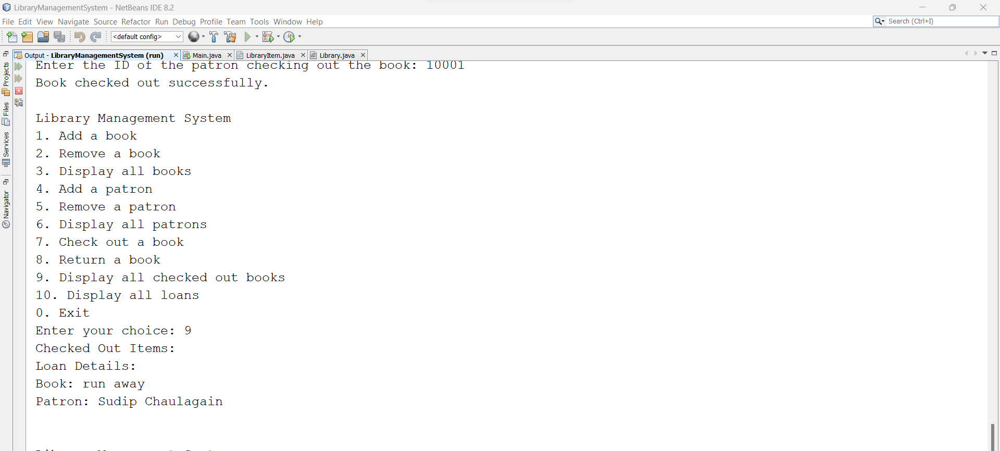 LibraryManagementSystem - NetBeans IDE 8.2
File Edit View Navigate Source Refactor Run Debug Profile Team Tools Window Help
Search (Ctrl+I)
<default config>
Output - LibraryManagementSystem (run)
Main.java
LibraryItem.java
Library.java
Projects
Files
Services
Navigator
Enter the ID of the patron checking out the book: 10001
Book checked out successfully.
Library Management System
1. Add a book
2. Remove a book
3. Display all books
4. Add a patron
5. Remove a patron
6. Display all patrons
7. Check out a book
8. Return a book
9. Display all checked out books
10. Display all loans
0. Exit
Enter your choice: 9
Checked Out Items:
Loan Details:
Book: run away
Patron: Sudip Chaulagain